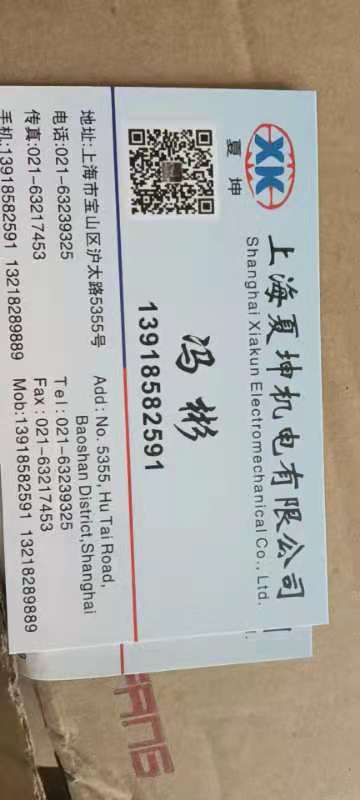 XK
夏坤
上海夏坤机电有限公司
Shanghai Xiakun Electromechanical Co., Ltd.
冯彬
13918582591
地址:上海市宝山区沪太路5355号
电话:021-63239325
传真:021-63217453
手机:13918582591 13218289889
Add: No. 5355, Hu Tai Road,
Baoshan District,Shanghai
Tel : 021-63239325
Fax : 021-63217453
Mob:13918582591 13218289889